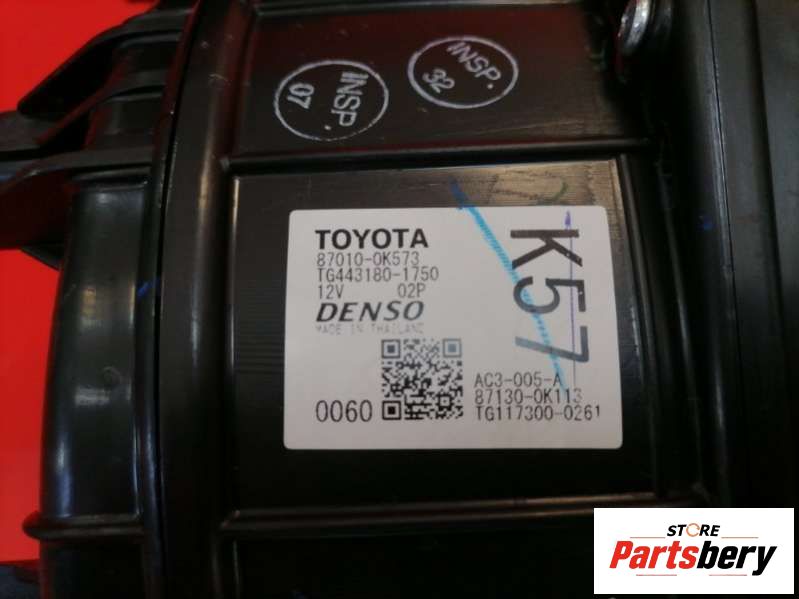 INSP.
07
INSP.
32
TOYOTA
87010-0K573
TG443180-1750
12V 02P
DENSO
MADE IN THAILAND
0060
K57
AC3-005-A
87130-0K113
TG117300-0261
STORE
Partsbery